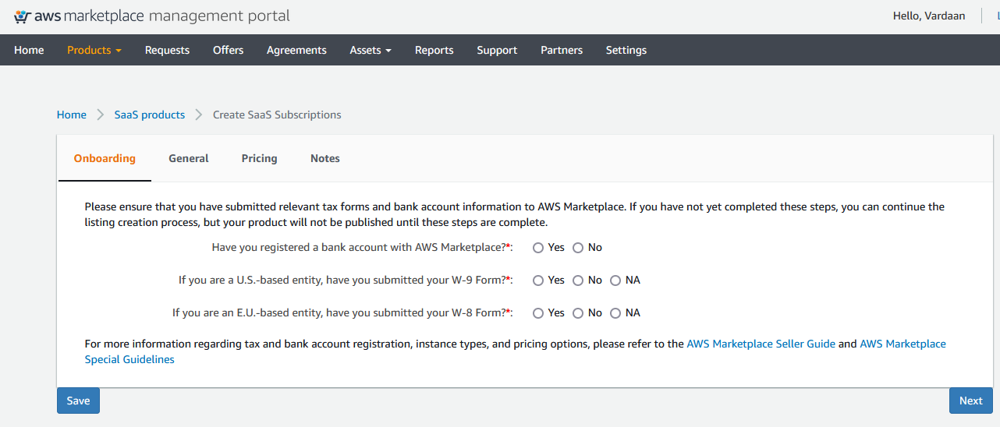 aws marketplace management portal
Hello, Vardaan
Home Products Requests Offers Agreements Assets Reports Support Partners Settings
Home SaaS products Create SaaS Subscriptions
Onboarding General Pricing Notes
Please ensure that you have submitted relevant tax forms and bank account information to AWS Marketplace. If you have not yet completed these steps, you can continue the
listing creation process, but your product will not be published until these steps are complete.
Have you registered a bank account with AWS Marketplace?*: Yes No
If you are a U.S.-based entity, have you submitted your W-9 Form?*: Yes No NA
If you are an E.U.-based entity, have you submitted your W-8 Form?*: Yes No NA
For more information regarding tax and bank account registration, instance types, and pricing options, please refer to the AWS Marketplace Seller Guide and AWS Marketplace
Special Guidelines
Save Next